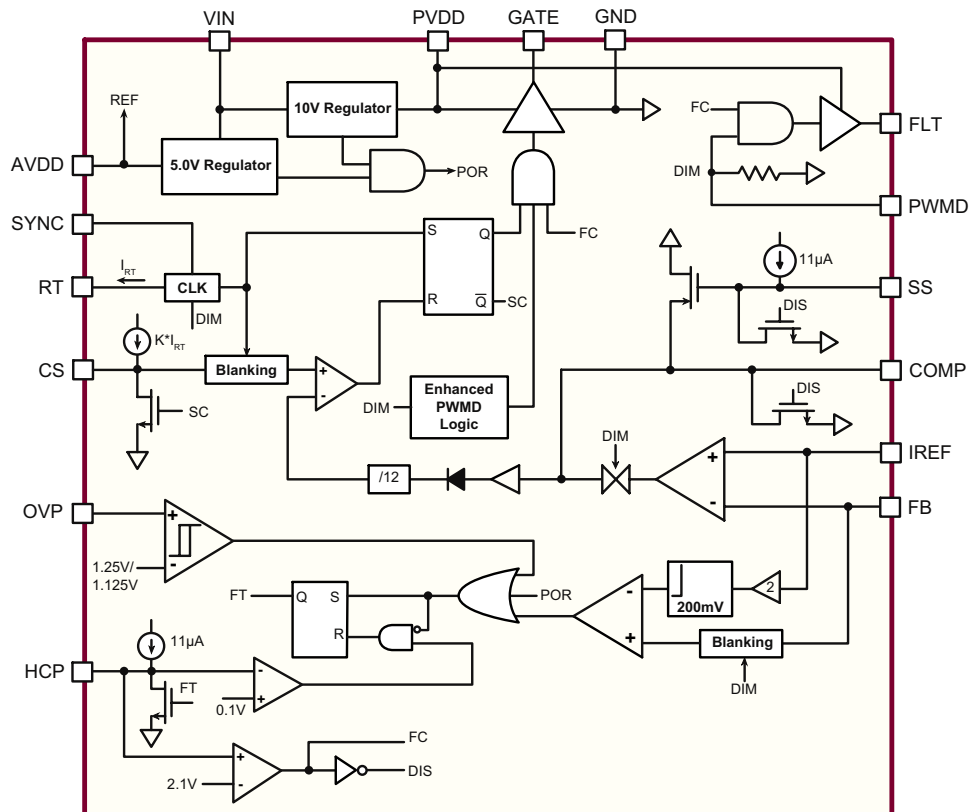 VIN
PVDD
GATE
GND
REF
10V Regulator
FC
FLT
AVDD
5.0V Regulator
POR
DIM
PWMD
SYNC
S
Q
FC
11µA
I_RT
RT
CLK
SS
R
Q̅
SC
DIM
DIS
K*I_RT
CS
Blanking
+
-
COMP
Enhanced
PWMD
Logic
DIM
DIS
SC
DIM
IREF
+
/12
-
FB
OVP
+
-
1.25V/
1.125V
2
200mV
FT
Q
S
POR
-
R
+
Blanking
11µA
HCP
-
FT
+
0.1V
DIM
FC
+
-
DIS
2.1V